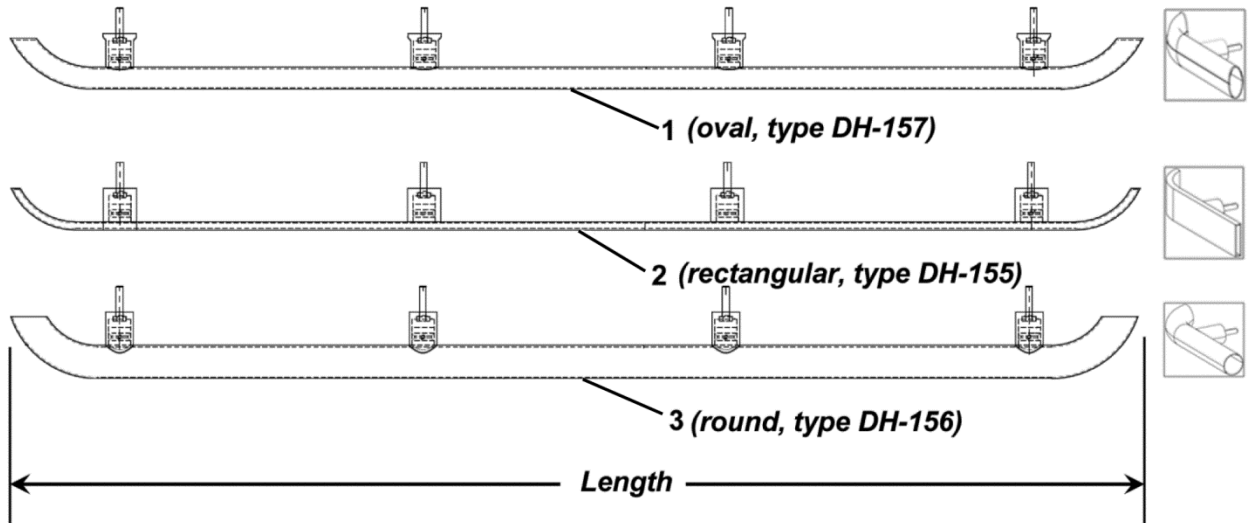 1 (oval, type DH-157)
2 (rectangular, type DH-155)
3 (round, type DH-156)
Length